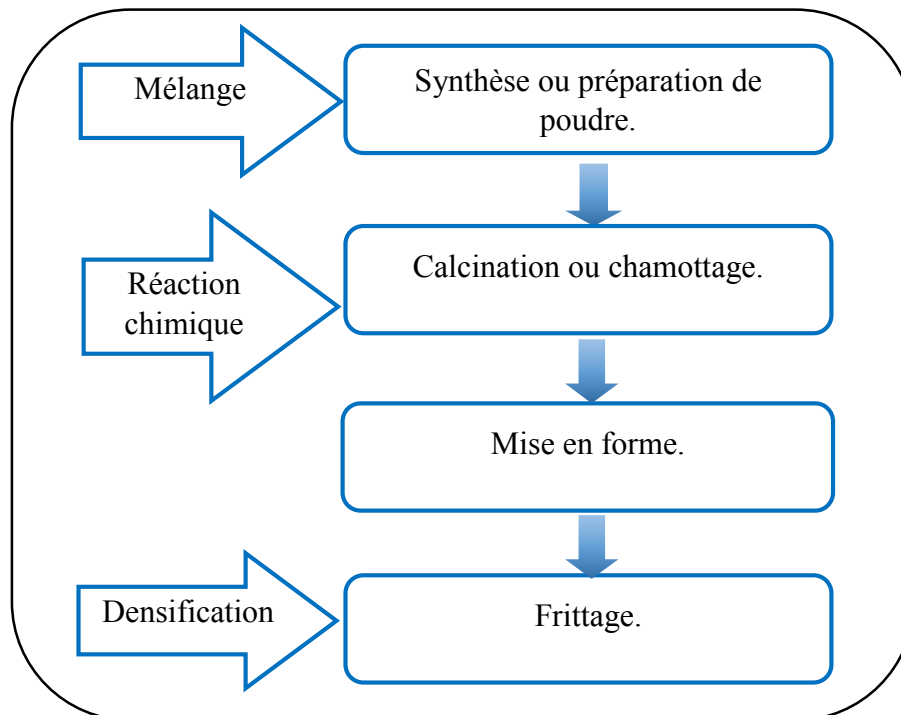 Mélange
Synthèse ou préparation de
poudre.
Réaction
chimique
Calcination ou chamottage.
Mise en forme.
Densification
Frittage.